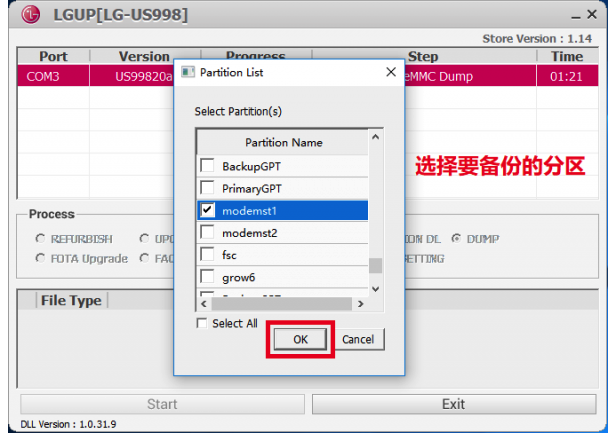 LGUP[LG-US998]
Store Version : 1.14
Port Version Progress Step Time
COM3 US99820a eMMC Dump 01:21
Partition List
Select Partition(s)
Partition Name
BackupGPT
PrimaryGPT
modemst1
modemst2
fsc
grow6
Select All
OK Cancel
选择要备份的分区
Process
REFURBISH UPG ION DL DUMP
FOTA Upgrade FAC SETTING
File Type
Start Exit
DLL Version : 1.0.31.9